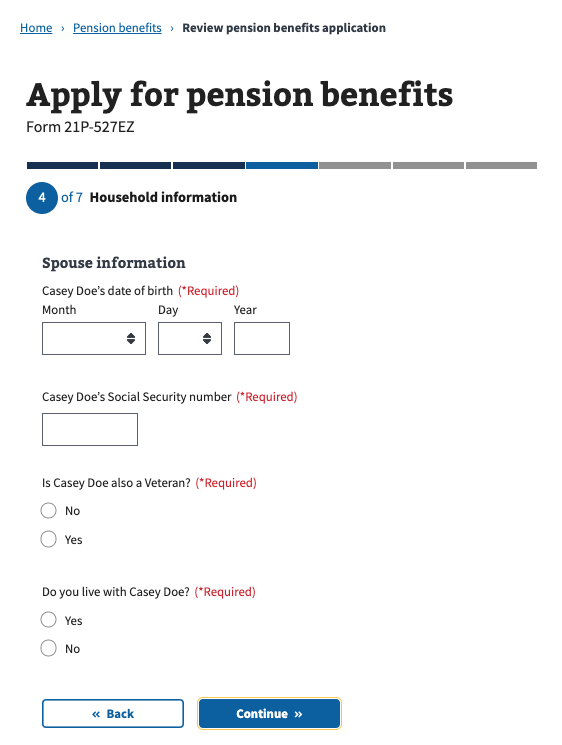 Home › Pension benefits › Review pension benefits application
Apply for pension benefits
Form 21P-527EZ
4 of 7 Household information
Spouse information
Casey Doe’s date of birth (*Required)
Month Day Year
Casey Doe’s Social Security number (*Required)
Is Casey Doe also a Veteran? (*Required)
No
Yes
Do you live with Casey Doe? (*Required)
Yes
No
« Back Continue »